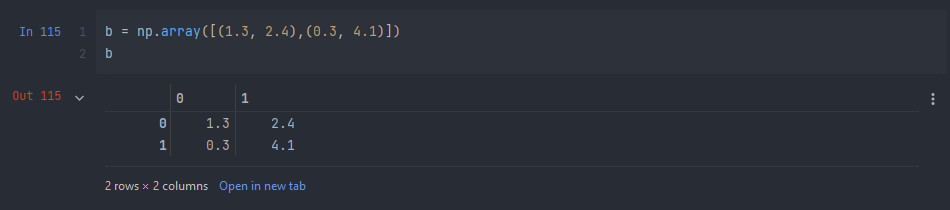 In 115 1 b = np.array([(1.3, 2.4),(0.3, 4.1)])
2 b
Out 115 0 1
0 1.3 2.4
1 0.3 4.1
2 rows × 2 columns Open in new tab